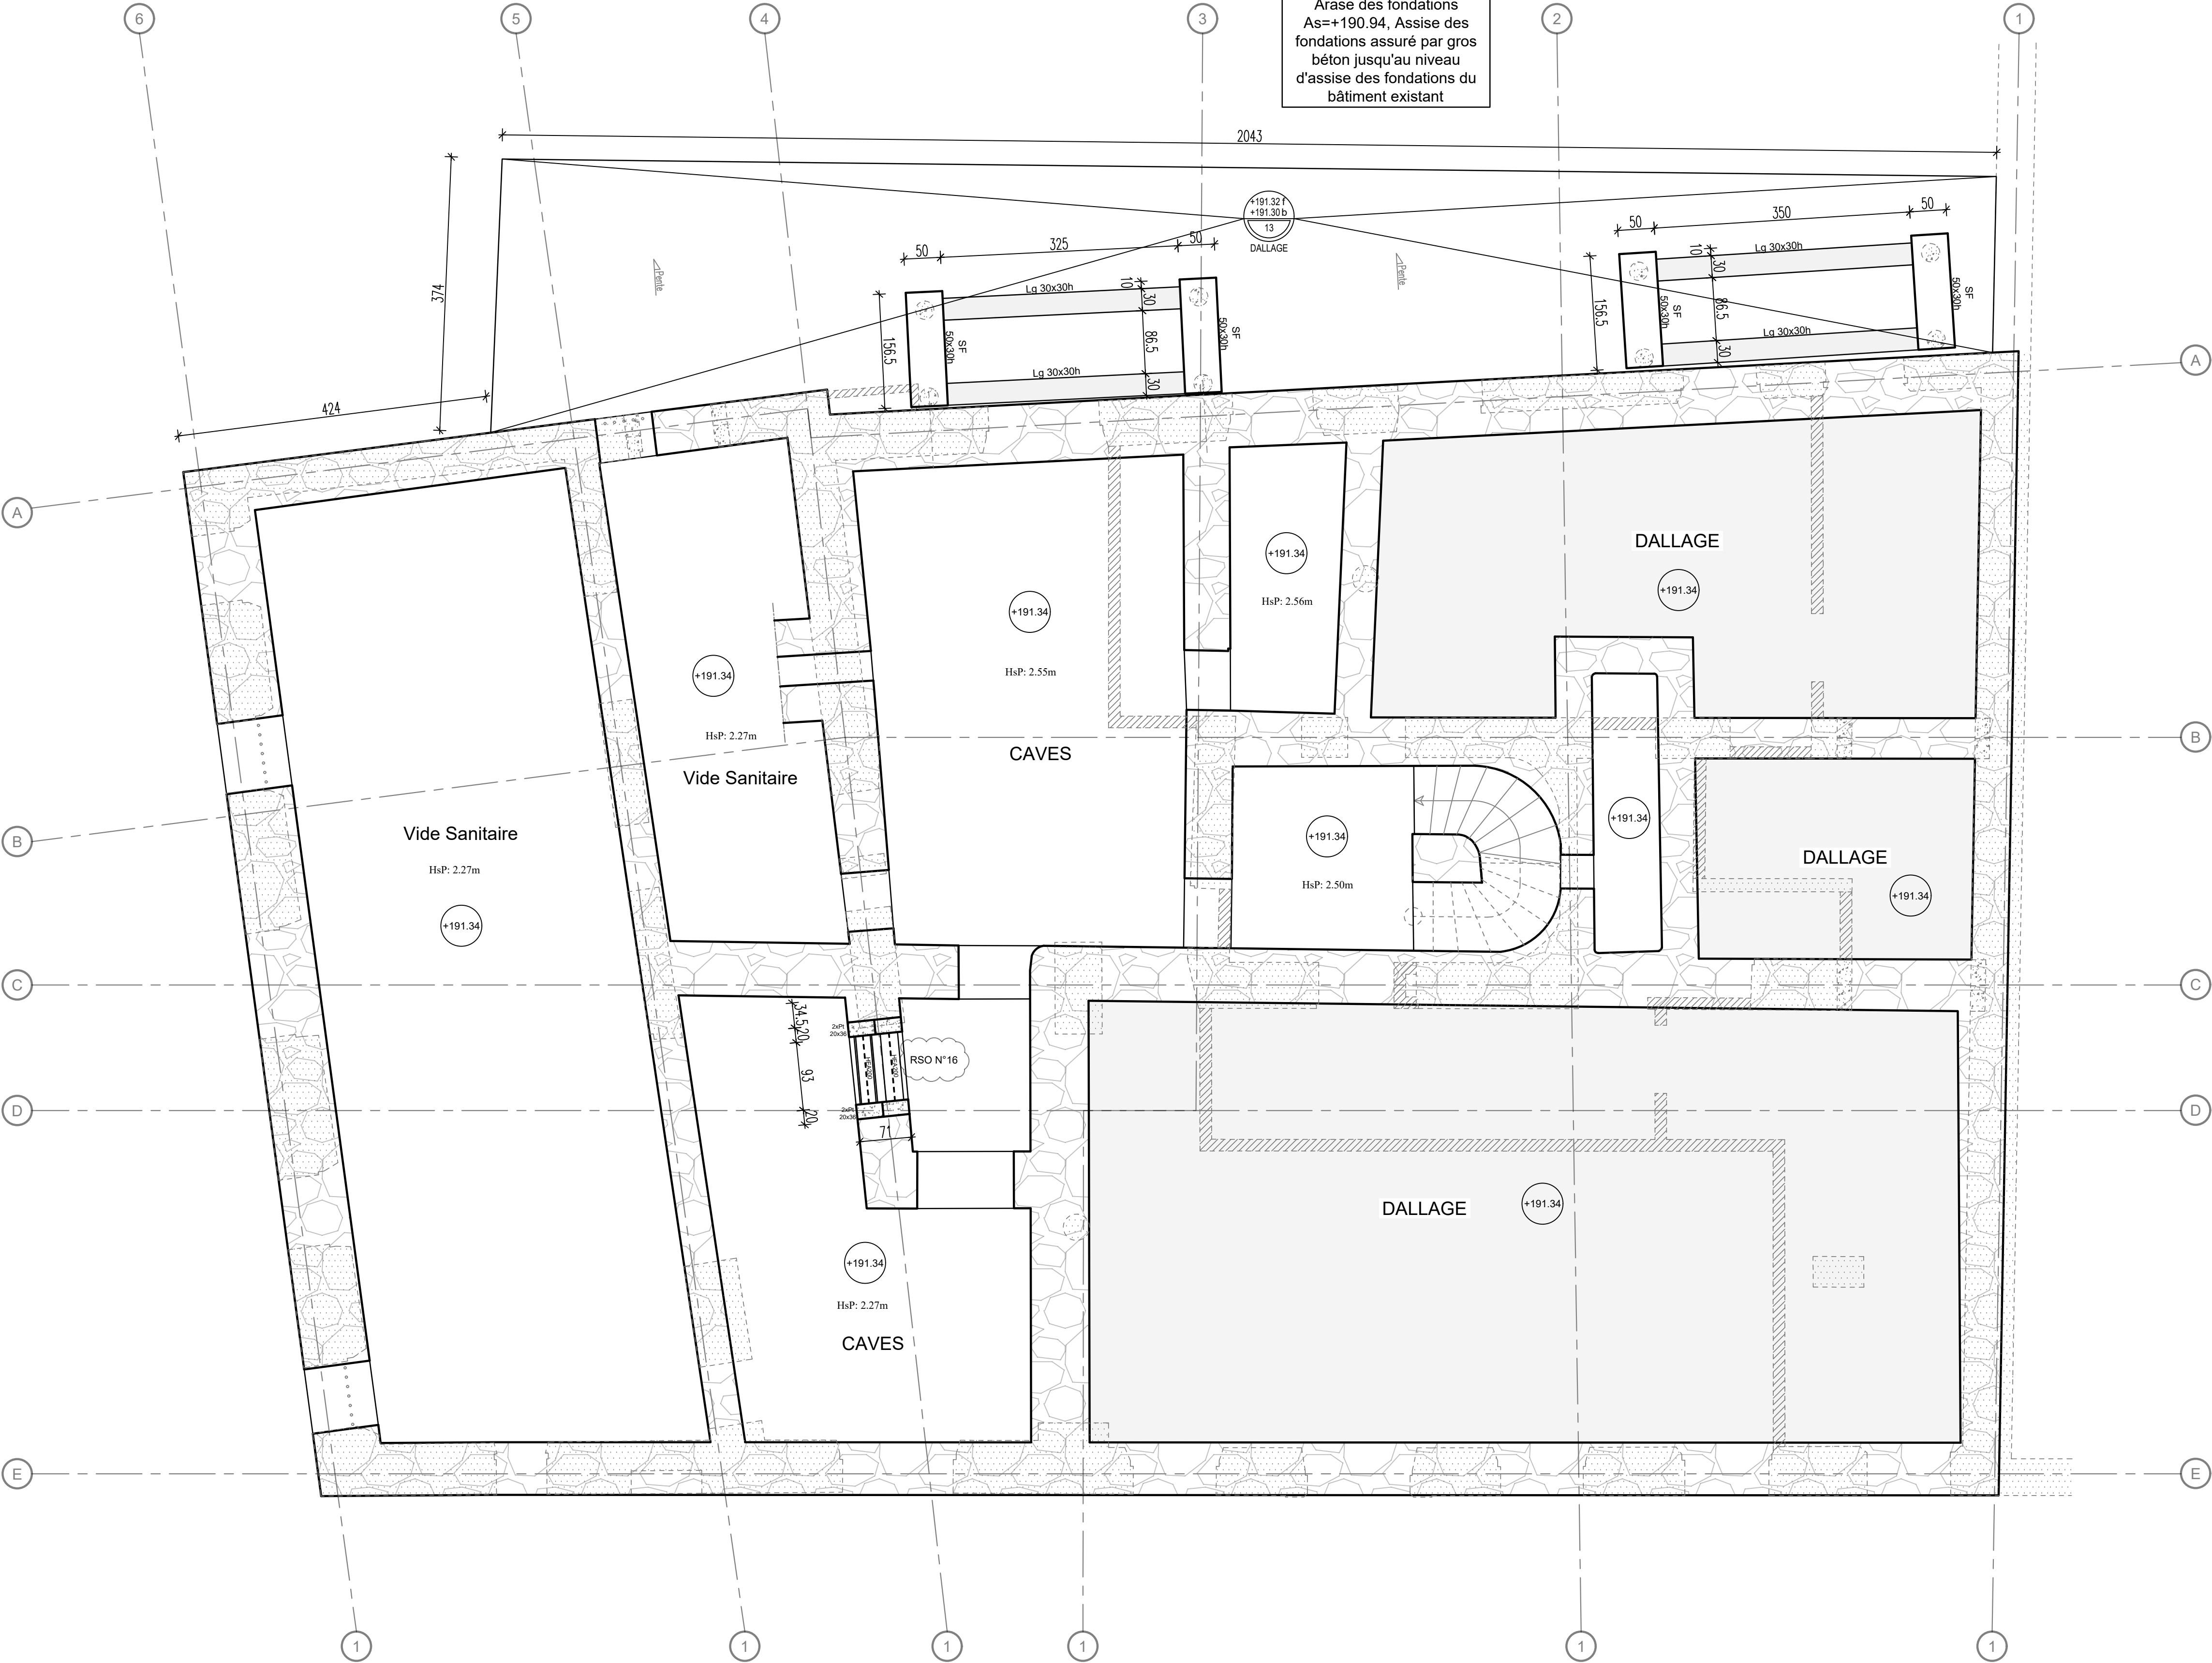 6
5
4
3
2
1
Arase des fondations
As=+190.94, Assise des
fondations assuré par gros
béton jusqu'au niveau
d'assise des fondations du
bâtiment existant
2043
374
424
Pente
50
325
50
+191.32 f
+191.30 b
13
DALLAGE
Pente
50
350
50
156.5
SF
50x30h
Lg 30x30h
10
30
86.5
30
Lg 30x30h
SF
50x30h
156.5
SF
50x30h
Lg 30x30h
10
30
86.5
30
Lg 30x30h
SF
50x30h
A
A
DALLAGE
+191.34
+191.34
HsP: 2.56m
+191.34
HsP: 2.55m
CAVES
+191.34
HsP: 2.27m
Vide Sanitaire
B
B
Vide Sanitaire
HsP: 2.27m
+191.34
+191.34
HsP: 2.50m
+191.34
DALLAGE
+191.34
C
C
34.5
20
93
20
2xPt
20x36
HEA200
HEA200
RSO N°16
2xPt
20x36
71
D
D
DALLAGE
+191.34
+191.34
HsP: 2.27m
CAVES
E
E
1
1
1
1
1
1